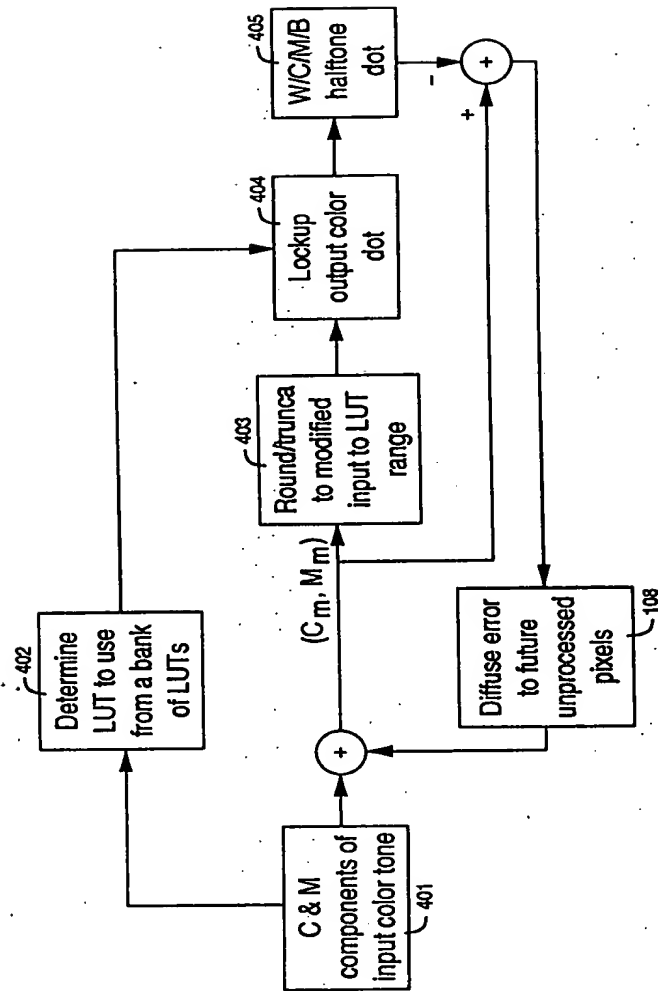 C & M
components of
input color tone
401
402
Determine
LUT to use
from a bank
of LUTs
+
(Cm, Mm)
403
Round/trunca
to modified
input to LUT
range
404
Lockup
output color
dot
405
W/C/M/B
halftone
dot
-
+
+
Diffuse error
to future
unprocessed
pixels
108